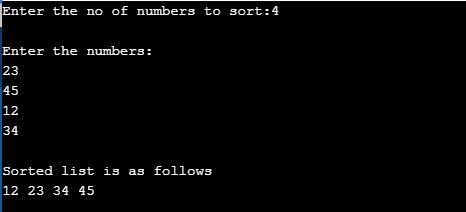 Enter the no of numbers to sort:4
Enter the numbers:
23
45
12
34
Sorted list is as follows
12 23 34 45